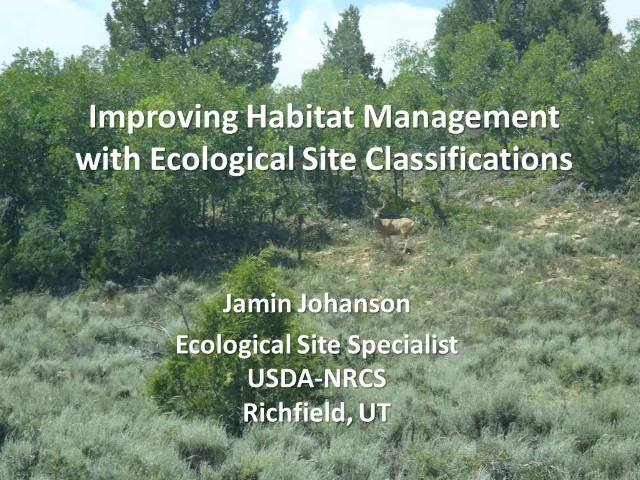 Improving Habitat Management
with Ecological Site Classifications
Jamin Johanson
Ecological Site Specialist
USDA-NRCS
Richfield, UT